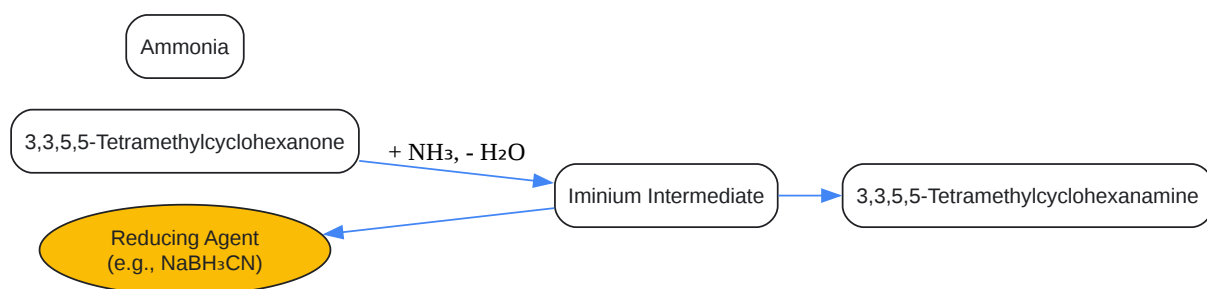 Ammonia
3,3,5,5-Tetramethylcyclohexanone
+ NH₃, - H₂O
Iminium Intermediate
3,3,5,5-Tetramethylcyclohexanamine
Reducing Agent
(e.g., NaBH₃CN)